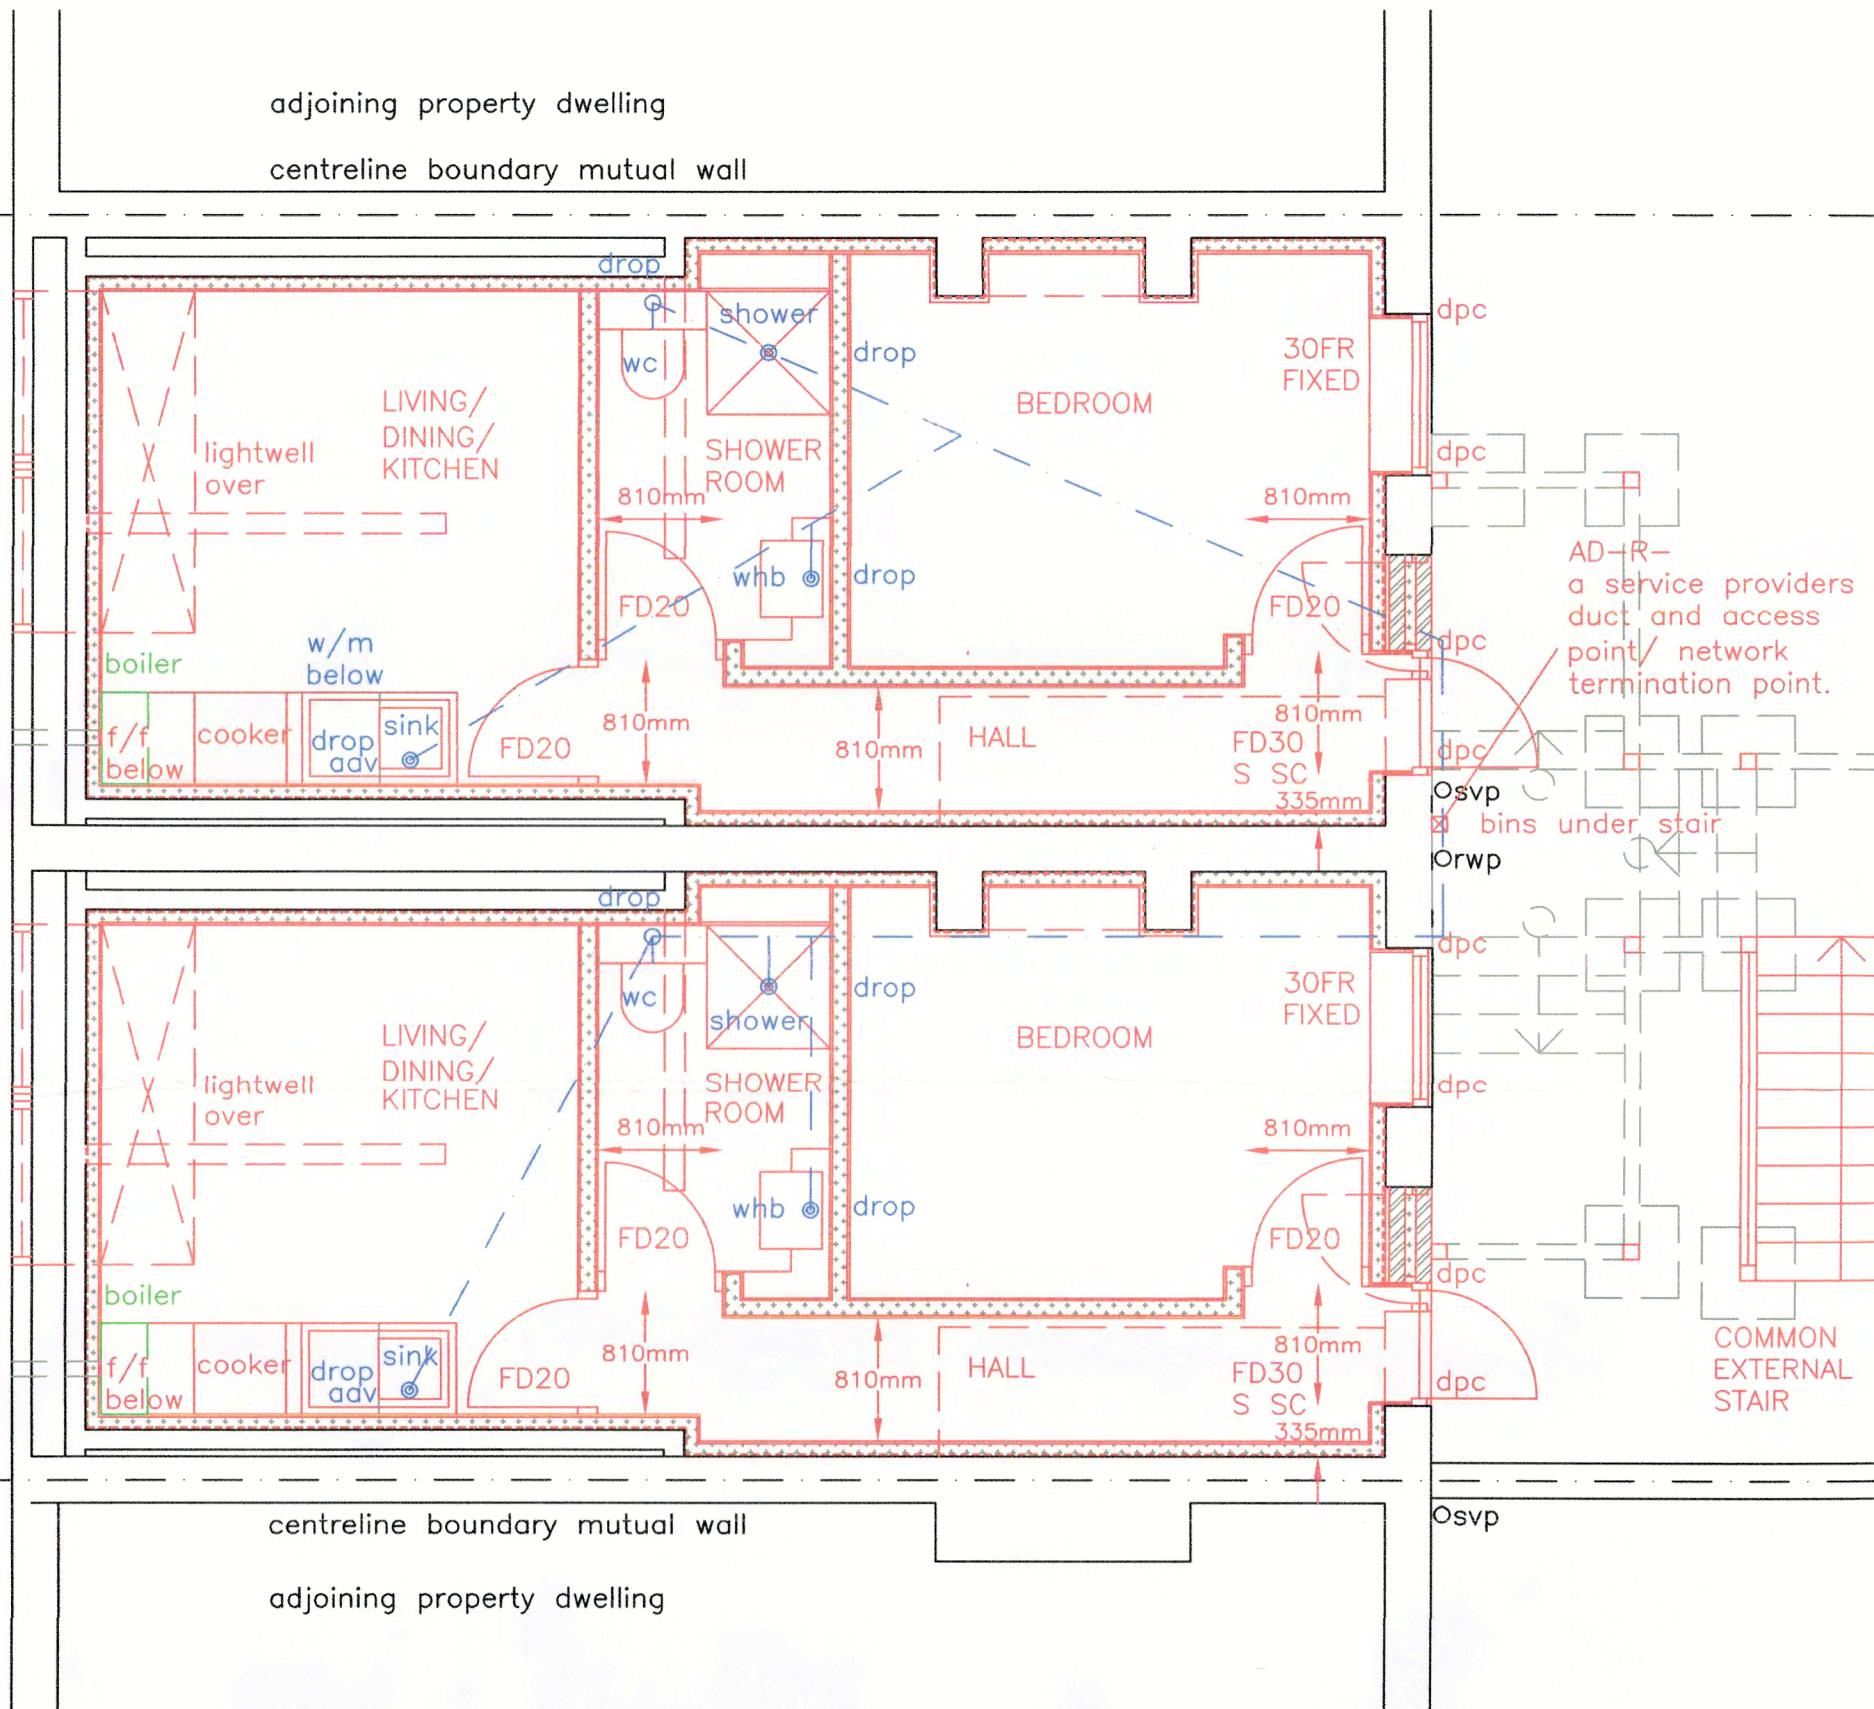 adjoining property dwelling
centreline boundary mutual wall
drop
shower
dpc
wc
drop
30FR
FIXED
LIVING/
DINING/
KITCHEN
BEDROOM
lightwell
over
SHOWER
ROOM
dpc
810mm
810mm
AD-R-
a service providers
duct and access
point/ network
termination point.
whb
drop
FD20
FD20
w/m
below
dpc
boiler
810mm
810mm
f/f
below
cooker
drop
adv
sink
FD20
810mm
HALL
FD30
S SC
335mm
dpc
Osvp
bins under stair
Orwp
drop
dpc
wc
shower
drop
30FR
FIXED
LIVING/
DINING/
KITCHEN
BEDROOM
lightwell
over
SHOWER
ROOM
dpc
810mm
810mm
whb
drop
FD20
FD20
dpc
boiler
810mm
810mm
f/f
below
cooker
drop
adv
sink
FD20
810mm
HALL
FD30
S SC
335mm
dpc
COMMON
EXTERNAL
STAIR
centreline boundary mutual wall
Osvp
adjoining property dwelling